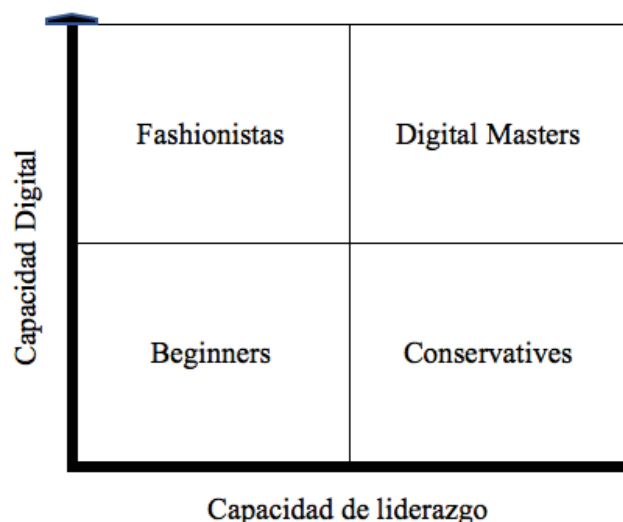 Fashionistas
Digital Masters
Capacidad Digital
Beginners
Conservatives
Capacidad de liderazgo